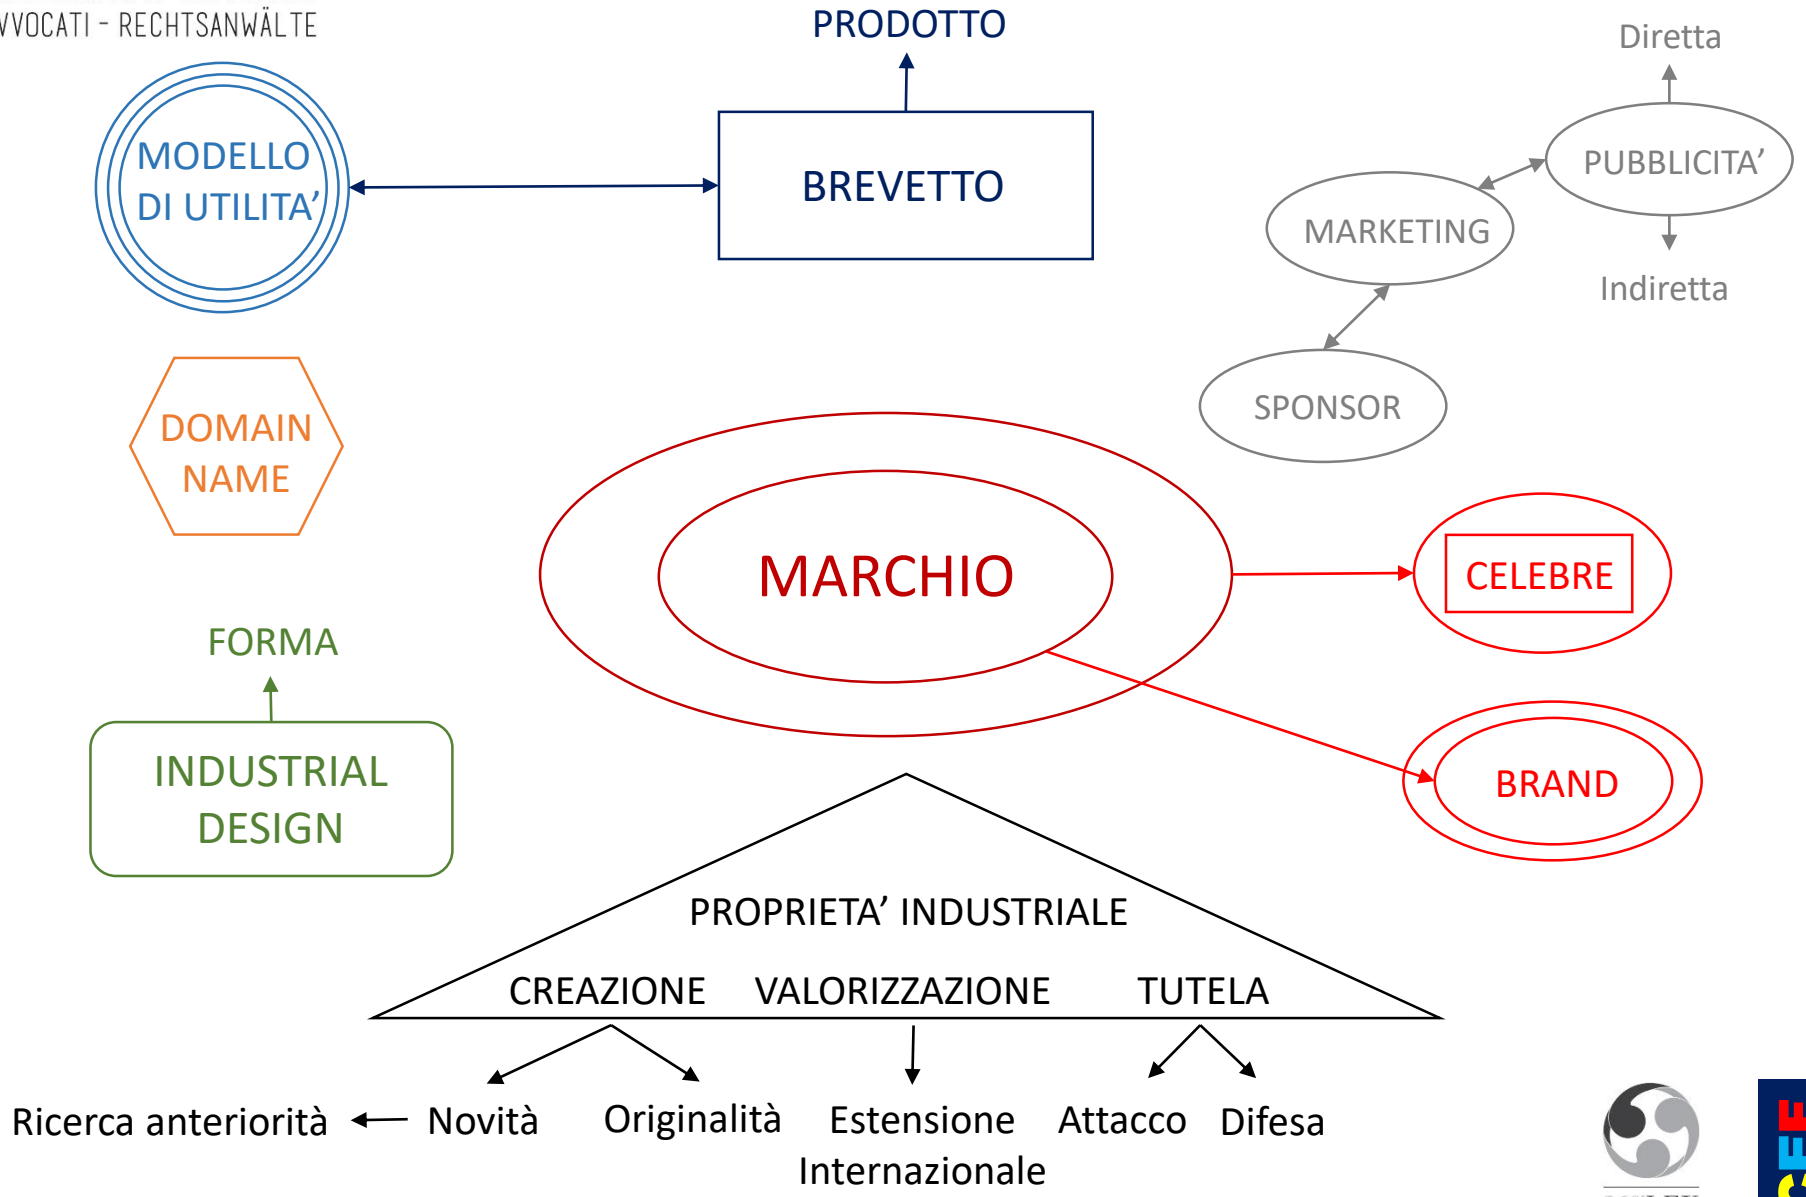 AVVOCATI - RECHTSANWÄLTE
PRODOTTO
Diretta
MODELLO
DI UTILITA’
BREVETTO
PUBBLICITA’
MARKETING
Indiretta
SPONSOR
DOMAIN
NAME
MARCHIO
CELEBRE
FORMA
INDUSTRIAL
DESIGN
BRAND
PROPRIETA’ INDUSTRIALE
CREAZIONE VALORIZZAZIONE TUTELA
Ricerca anteriorità Novità Originalità Estensione Attacco Difesa
Internazionale